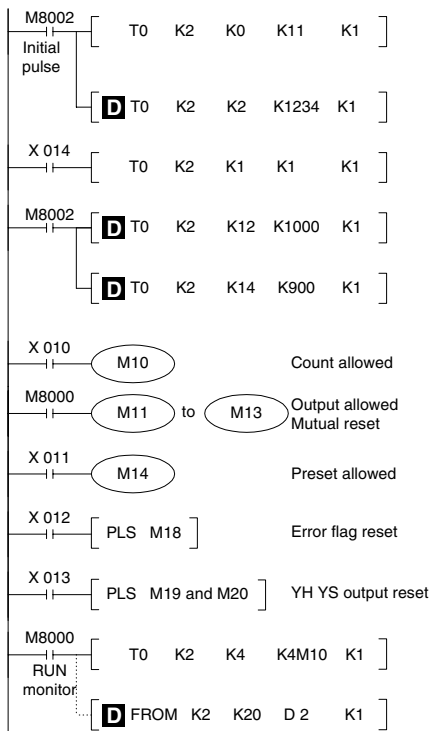 M8002
T0 K2 K0 K11 K1
Initial
pulse
D T0 K2 K2 K1234 K1
X 014
T0 K2 K1 K1 K1
M8002
D T0 K2 K12 K1000 K1
D T0 K2 K14 K900 K1
X 010
M10 Count allowed
M8000
M11 to M13 Output allowed
Mutual reset
X 011
M14 Preset allowed
X 012
PLS M18 Error flag reset
X 013
PLS M19 and M20 YH YS output reset
M8000
T0 K2 K4 K4M10 K1
RUN
monitor
D FROM K2 K20 D 2 K1